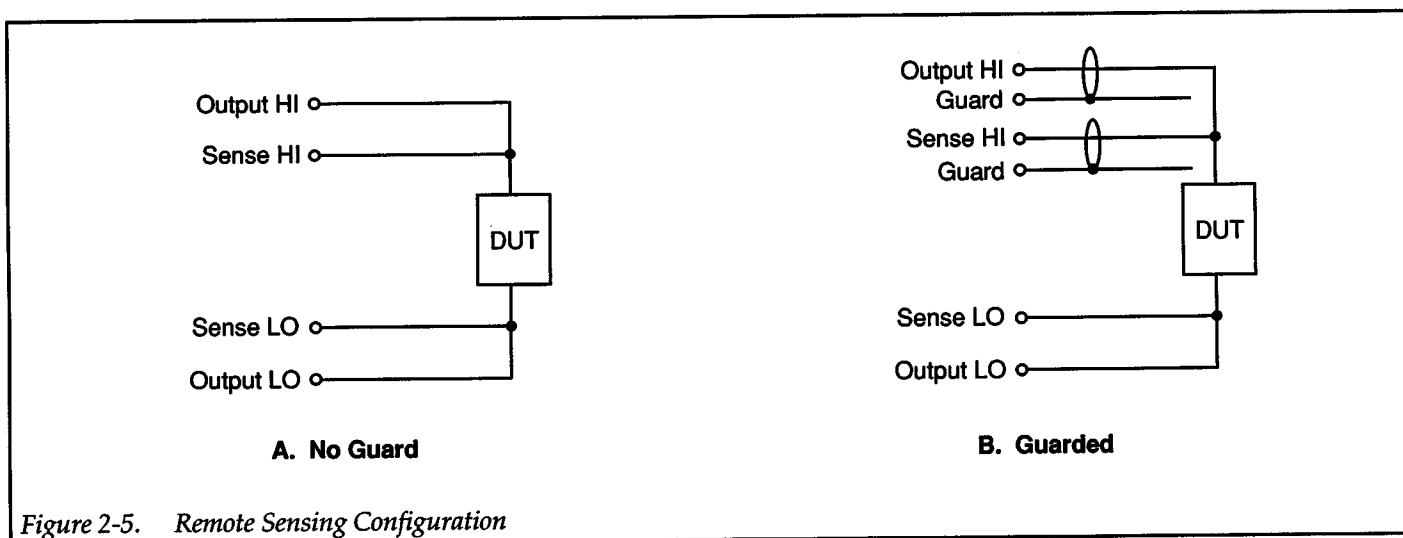 Output HI
Sense HI
DUT
Sense LO
Output LO
A. No Guard
Output HI
Guard
Sense HI
Guard
DUT
Sense LO
Output LO
B. Guarded
Figure 2-5. Remote Sensing Configuration